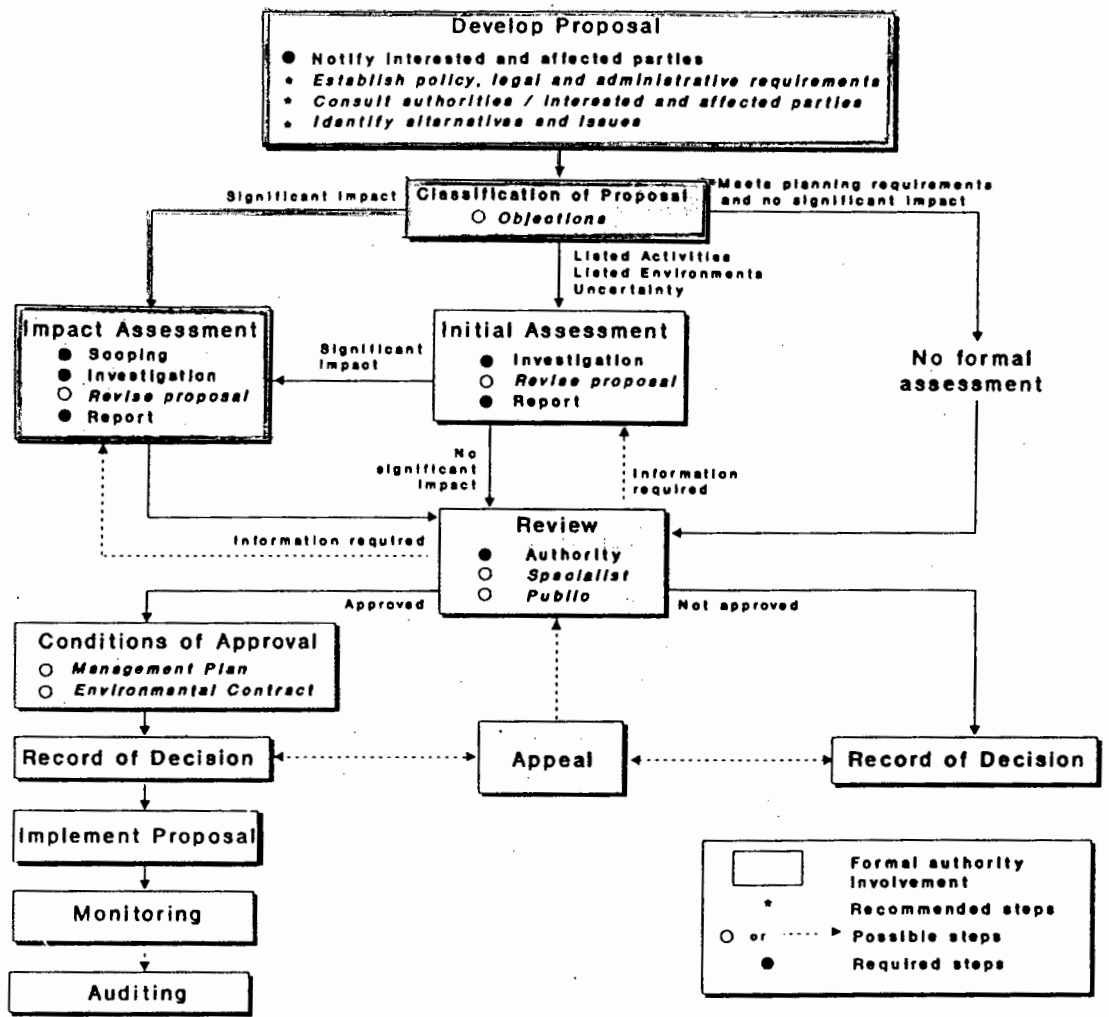 Develop Proposal
● Notify interested and affected parties
* Establish policy, legal and administrative requirements
* Consult authorities / interested and affected parties
* Identify alternatives and issues
Significant impact
Classification of Proposal
○ Objections
*Meets planning requirements
and no significant impact
Listed Activities
Listed Environments
Uncertainty
Impact Assessment
● Scoping
● Investigation
○ Revise proposal
● Report
Significant
impact
Initial Assessment
● Investigation
○ Revise proposal
● Report
No formal
assessment
No
significant
impact
Information
required
Information required
Review
● Authority
○ Specialist
○ Public
Approved
Not approved
Conditions of Approval
○ Management Plan
○ Environmental Contract
Record of Decision
Appeal
Record of Decision
Implement Proposal
Monitoring
Auditing
Formal authority
involvement
* Recommended steps
○ or Possible steps
● Required steps